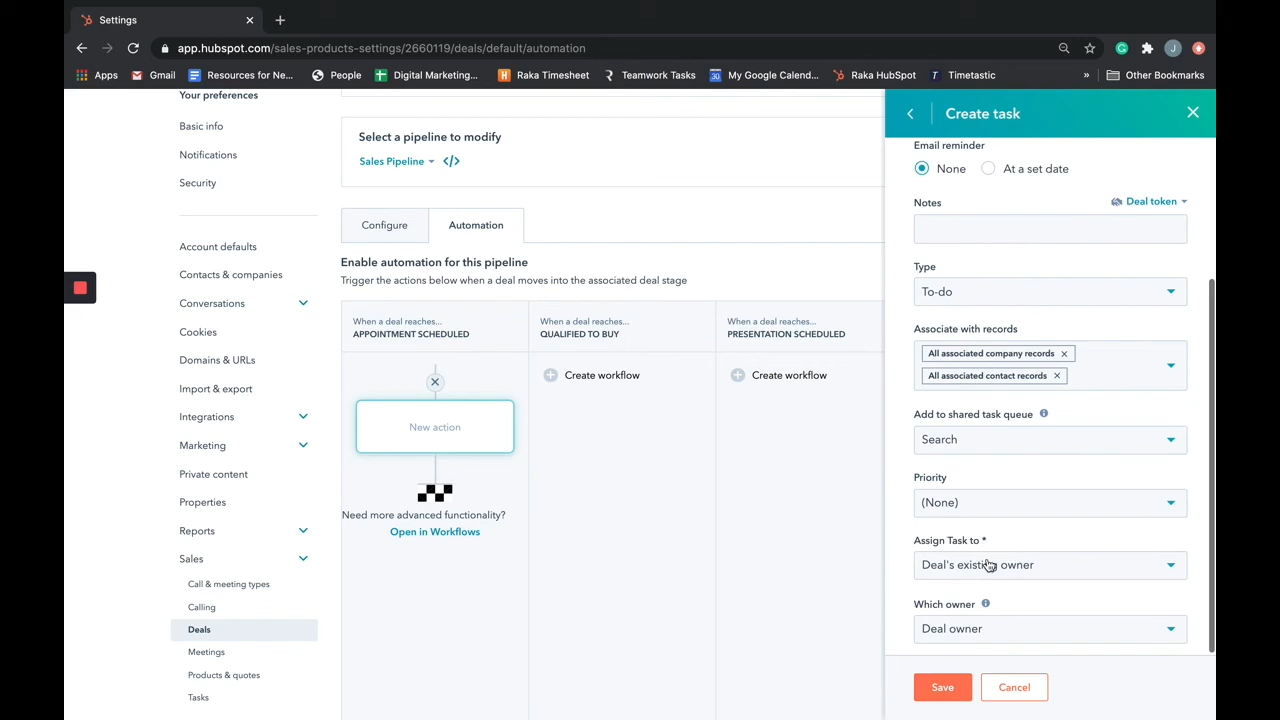 Settings
app.hubspot.com/sales-products-settings/2660119/deals/default/automation
J
Apps
Gmail
Resources for Ne...
People
Digital Marketing...
Raka Timesheet
Teamwork Tasks
My Google Calend...
Raka HubSpot
Timetastic
»
Other Bookmarks
Your preferences
Basic info
Notifications
Security
Account defaults
Contacts & companies
Conversations
Cookies
Domains & URLs
Import & export
Integrations
Marketing
Private content
Properties
Reports
Sales
Call & meeting types
Calling
Deals
Meetings
Products & quotes
Tasks
Select a pipeline to modify
Sales Pipeline </>
Configure
Automation
Enable automation for this pipeline
Trigger the actions below when a deal moves into the associated deal stage
When a deal reaches...
APPOINTMENT SCHEDULED
New action
Need more advanced functionality?
Open in Workflows
When a deal reaches...
QUALIFIED TO BUY
Create workflow
When a deal reaches...
PRESENTATION SCHEDULED
Create workflow
Create task
Email reminder
None
At a set date
Notes
Deal token
Type
To-do
Associate with records
All associated company records
All associated contact records
Add to shared task queue
Search
Priority
(None)
Assign Task to *
Deal's existing owner
Which owner
Deal owner
Save
Cancel